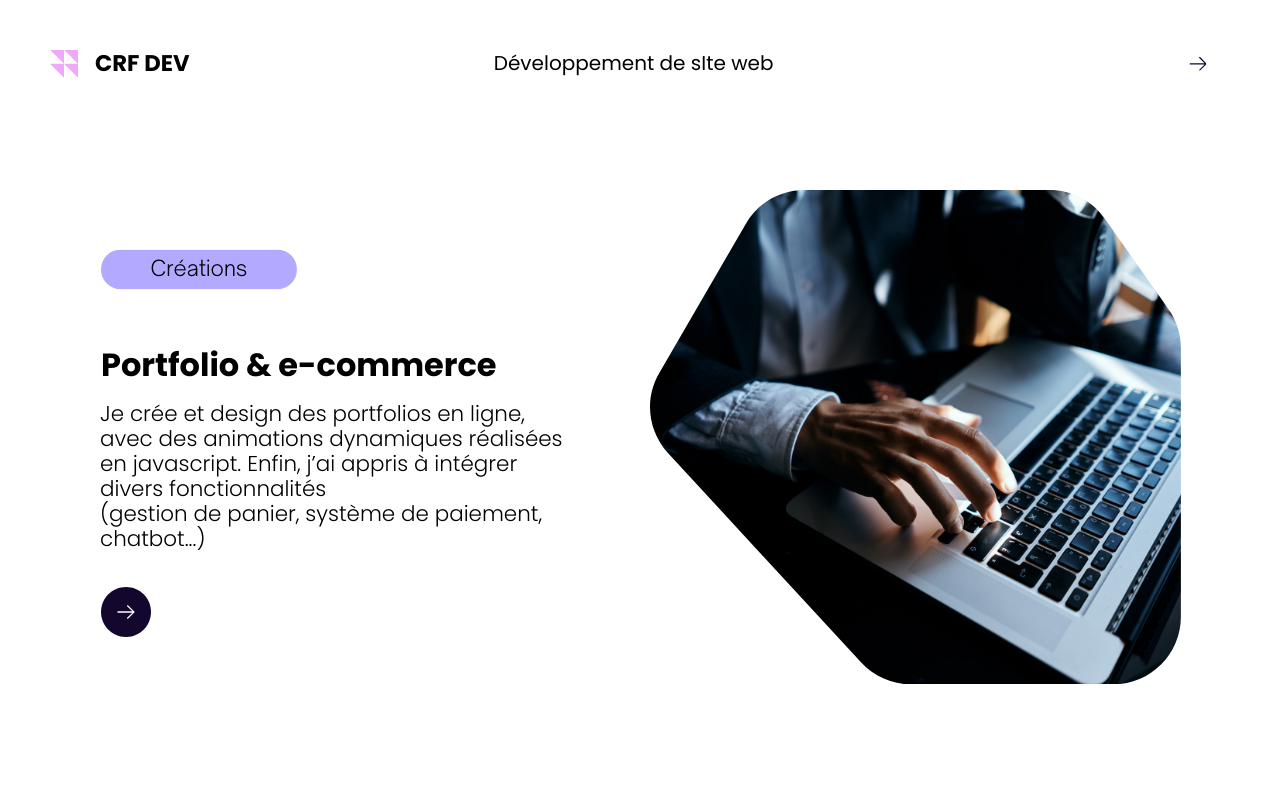 CRF DEV
Développement de sIte web
Créations
Portfolio & e-commerce
Je crée et design des portfolios en ligne,
avec des animations dynamiques réalisées
en javascript. Enfin, j’ai appris à intégrer
divers fonctionnalités
(gestion de panier, système de paiement,
chatbot...)